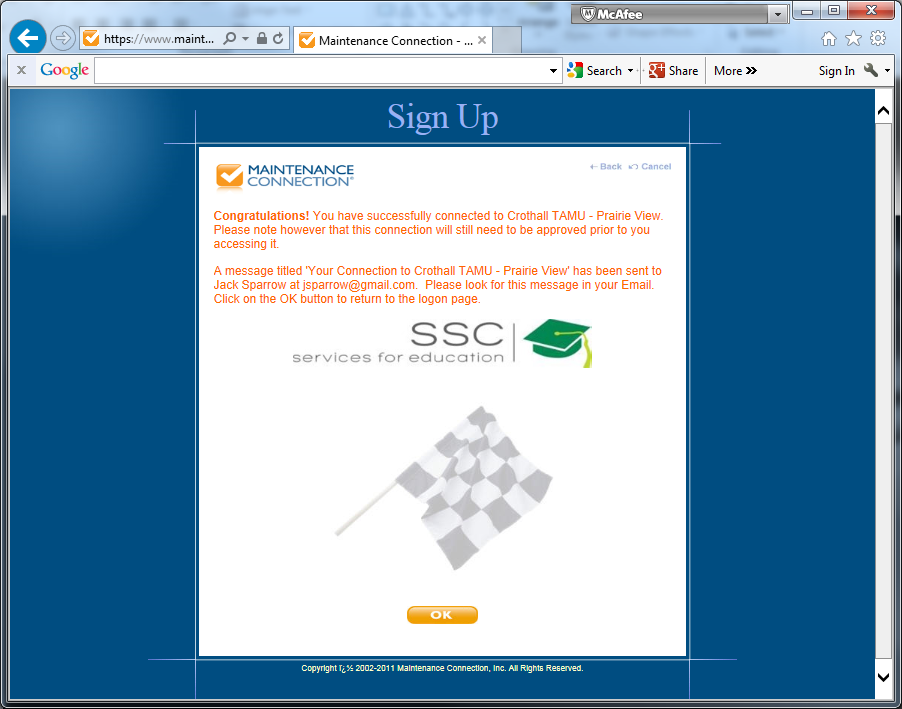 McAfee
https://www.maint...
Maintenance Connection - ...
x Google Search Share More » Sign In
Sign Up
MAINTENANCE
CONNECTION®
Back Cancel
Congratulations! You have successfully connected to Crothall TAMU - Prairie View.
Please note however that this connection will still need to be approved prior to you
accessing it.
A message titled 'Your Connection to Crothall TAMU - Prairie View' has been sent to
Jack Sparrow at jsparrow@gmail.com. Please look for this message in your Email.
Click on the OK button to return to the logon page.
SSC
services for education
OK
Copyright ï¿½ 2002-2011 Maintenance Connection, Inc. All Rights Reserved.